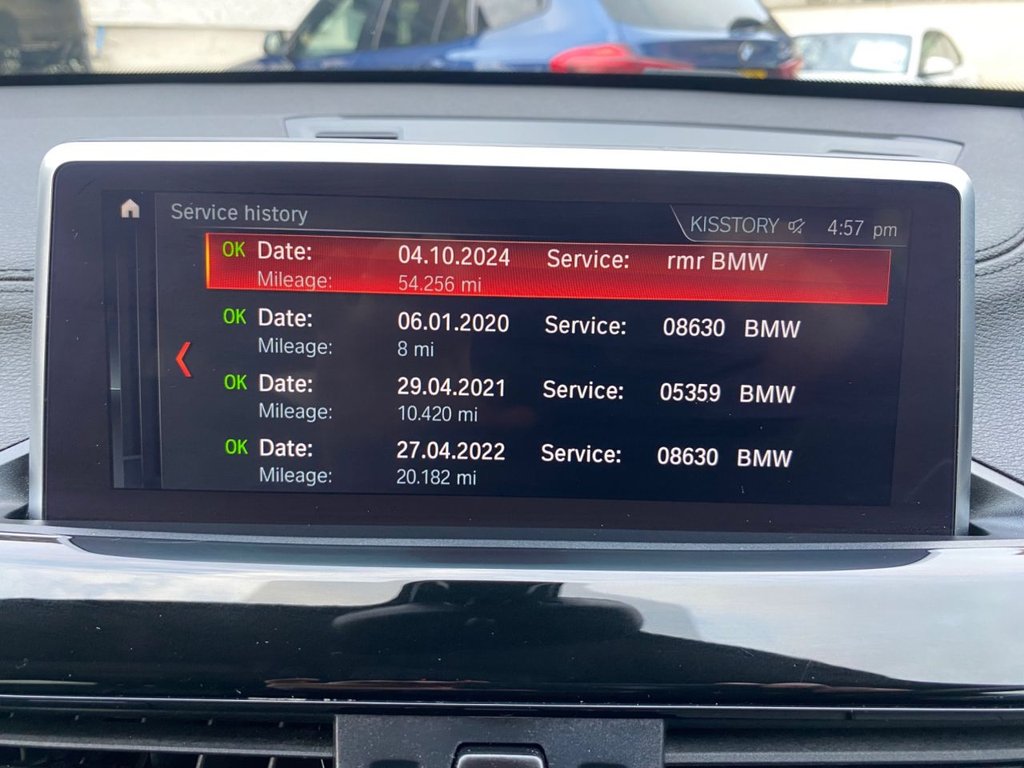 Service history
KISSTORY 4:57 pm
OK Date: 04.10.2024 Service: rmr BMW
Mileage: 54.256 mi
OK Date: 06.01.2020 Service: 08630 BMW
Mileage: 8 mi
OK Date: 29.04.2021 Service: 05359 BMW
Mileage: 10.420 mi
OK Date: 27.04.2022 Service: 08630 BMW
Mileage: 20.182 mi